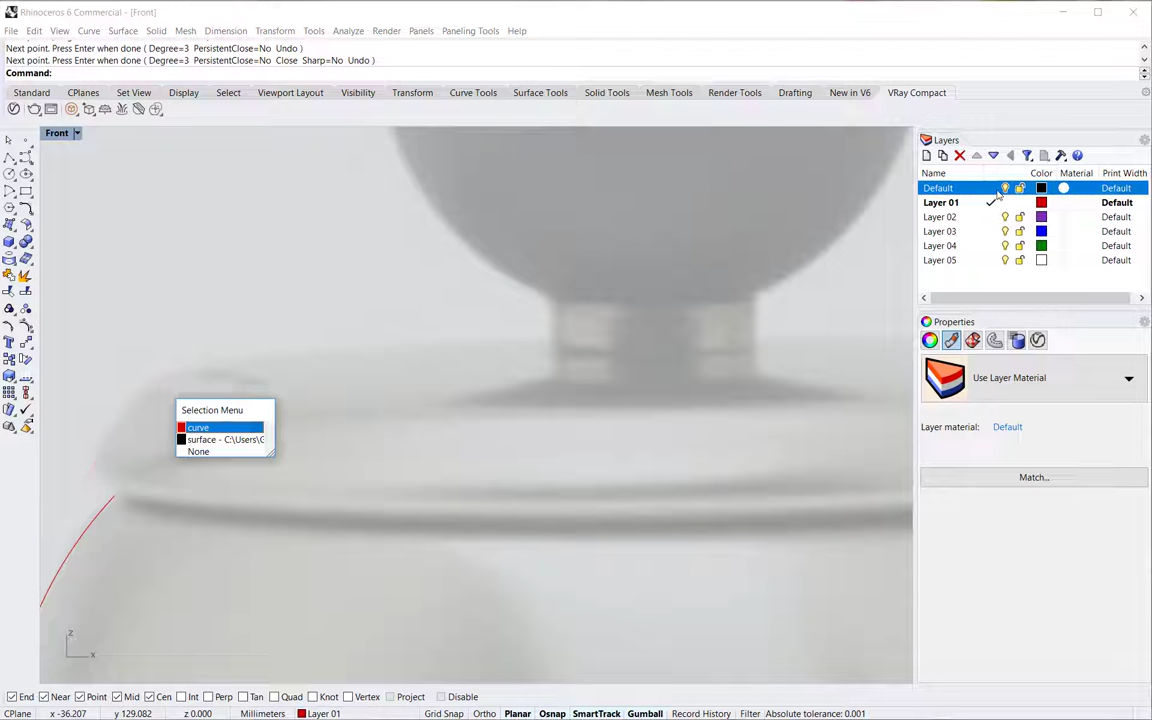 Rhinoceros 6 Commercial - [Front]
File Edit View Curve Surface Solid Mesh Dimension Transform Tools Analyze Render Panels Paneling Tools Help
Next point. Press Enter when done ( Degree=3 PersistentClose=No Undo )
Next point. Press Enter when done ( Degree=3 PersistentClose=No Close Sharp=No Undo )
Command:
Standard CPlanes Set View Display Select Viewport Layout Visibility Transform Curve Tools Surface Tools Solid Tools Mesh Tools Render Tools Drafting New in V6 VRay Compact
Front
Layers
Name Color Material Print Width
Default Default
Layer 01 Default
Layer 02 Default
Layer 03 Default
Layer 04 Default
Layer 05 Default
Properties
Use Layer Material
Layer material: Default
Match...
Selection Menu
curve
surface - C:\Users\G
None
z
x
End Near Point Mid Cen Int Perp Tan Quad Knot Vertex Project Disable
CPlane x -36.207 y 129.082 z 0.000 Millimeters Layer 01 Grid Snap Ortho Planar Osnap SmartTrack Gumball Record History Filter Absolute tolerance: 0.001